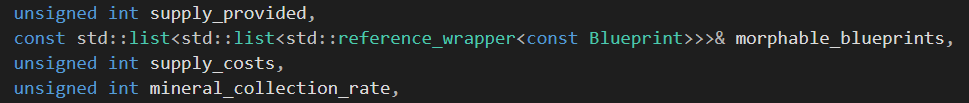 unsigned int supply_provided,
const std::list<std::list<std::reference_wrapper<const Blueprint>>>& morphable_blueprints,
unsigned int supply_costs,
unsigned int mineral_collection_rate,